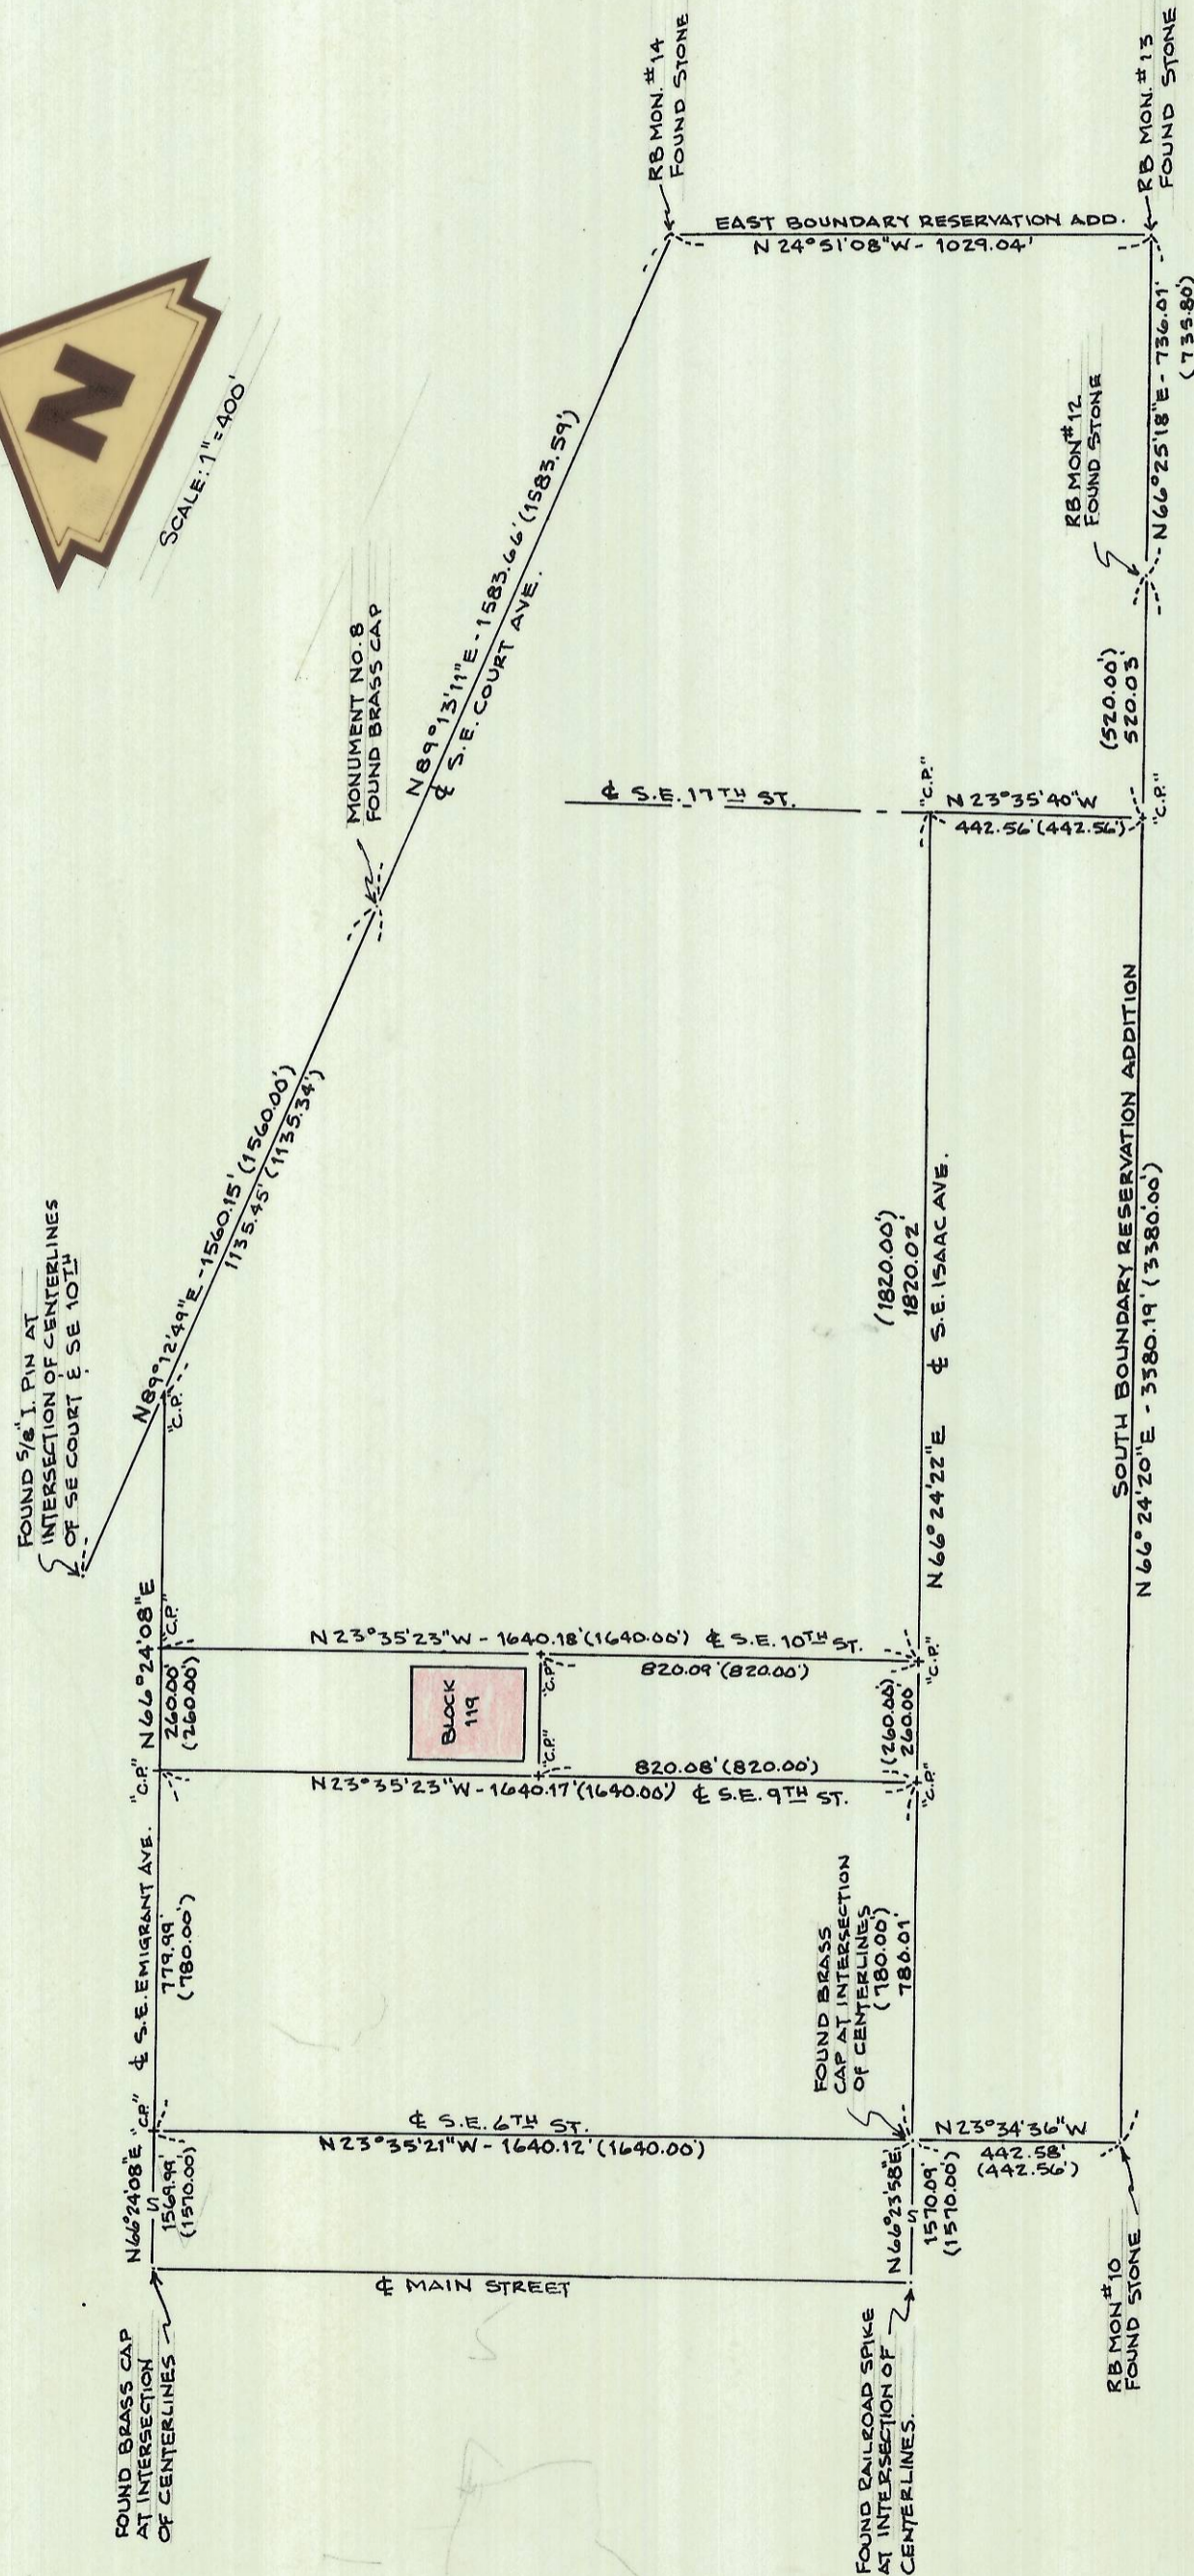 N
SCALE: 1"=400'
RB MON. #14
FOUND STONE
RB MON. #13
FOUND STONE
EAST BOUNDARY RESERVATION ADD.
N 24°51'08"W - 1029.04'
N66°25'18"E - 736.01'
(735.80)
RB MON #12
FOUND STONE
(520.00')
520.03'
MONUMENT NO. 8
FOUND BRASS CAP
N 89°13'11"E - 1583.66' (1583.59')
℄ S.E. COURT AVE.
℄ S.E. 17TH ST.
"C.P."
N 23°35'40"W
442.56' (442.56')
"C.P."
FOUND 5/8" I. PIN AT
INTERSECTION OF CENTERLINES
OF SE COURT & SE 10TH
N89°12'49"E - 1560.15' (1560.00')
1135.45' (1135.34')
"C.P."
(1820.00')
1820.02'
N66°24'22"E ℄ S.E. ISAAC AVE.
SOUTH BOUNDARY RESERVATION ADDITION
N66°24'20"E - 3380.19' (3380.00')
N66°24'08"E
260.00'
(260.00')
"C.P."
"C.P."
N23°35'23"W - 1640.18' (1640.00') ℄ S.E. 10TH ST.
820.09' (820.00')
BLOCK
119
"C.P."
"C.P."
820.08' (820.00')
N23°35'23"W - 1640.17' (1640.00') ℄ S.E. 9TH ST.
(260.00')
260.00'
"C.P."
"C.P."
℄ S.E. EMIGRANT AVE.
779.99'
(780.00')
FOUND BRASS
CAP AT INTERSECTION
OF CENTERLINES
(780.00')
780.01'
"C.P."
℄ S.E. 6TH ST.
N23°35'21"W - 1640.12' (1640.00')
N23°34'36"W
442.58'
(442.56')
N66°24'08"E
1569.99'
(1570.00')
N66°23'58"E
1570.09'
(1570.00')
℄ MAIN STREET
FOUND BRASS CAP
AT INTERSECTION
OF CENTERLINES
FOUND RAILROAD SPIKE
AT INTERSECTION OF
CENTERLINES.
RB MON #10
FOUND STONE